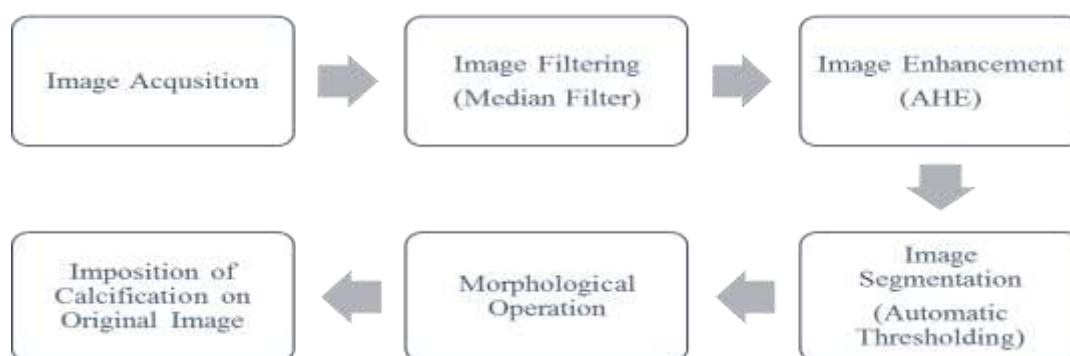 Image Acqusition
Image Filtering
(Median Filter)
Image Enhancement
(AHE)
Image
Segmentation
(Automatic
Thresholding)
Morphological
Operation
Imposition of
Calcification on
Original Image